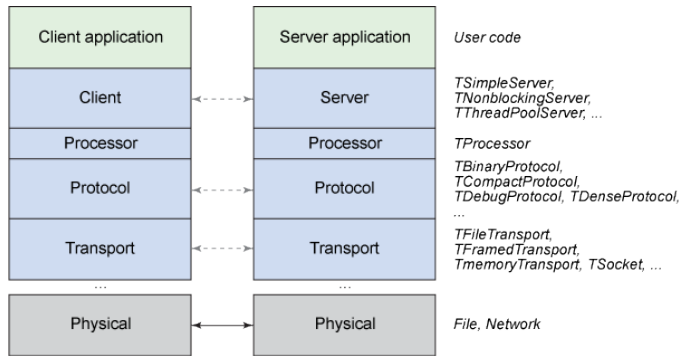 Client application
Server application
User code
Client
Server
TSimpleServer,
TNonblockingServer,
TThreadPoolServer, ...
Processor
Processor
TProcessor
Protocol
Protocol
TBinaryProtocol,
TCompactProtocol,
TDebugProtocol, TDenseProtocol,
...
Transport
Transport
TFileTransport,
TFramedTransport,
TmemoryTransport, TSocket, ...
...
...
Physical
Physical
File, Network